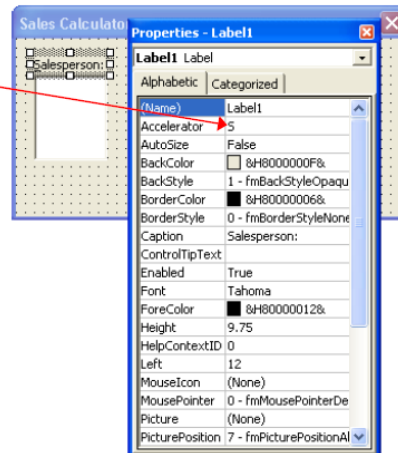 Sales Calculato
Salesperson:
Properties - Label1
Label1 Label
Alphabetic Categorized
(Name) Label1
Accelerator S
AutoSize False
BackColor &H8000000F&
BackStyle 1 - fmBackStyleOpaqu
BorderColor &H80000006&
BorderStyle 0 - fmBorderStyleNone
Caption Salesperson:
ControlTipText
Enabled True
Font Tahoma
ForeColor &H80000012&
Height 9.75
HelpContextID 0
Left 12
MouseIcon (None)
MousePointer 0 - fmMousePointerDe
Picture (None)
PicturePosition 7 - fmPicturePositionAl